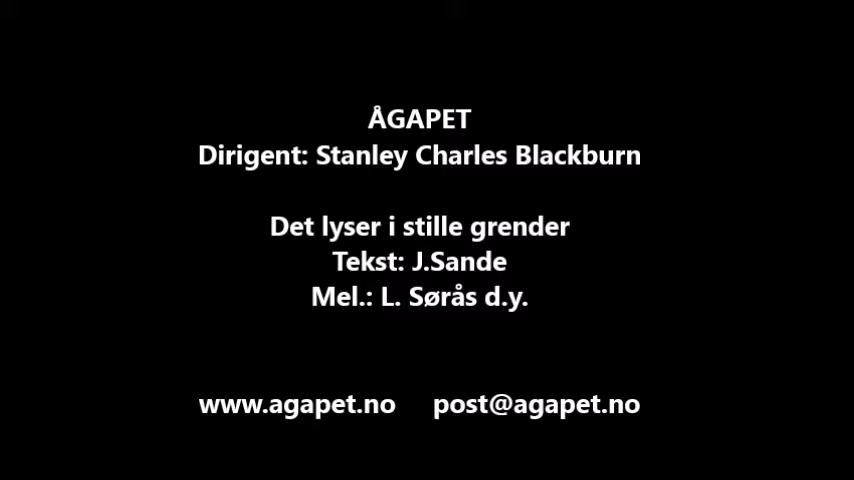 ÅGAPET
Dirigent: Stanley Charles Blackburn
Det lyser i stille grender
Tekst: J.Sande
Mel.: L. Sørås d.y.
www.agapet.no post@agapet.no